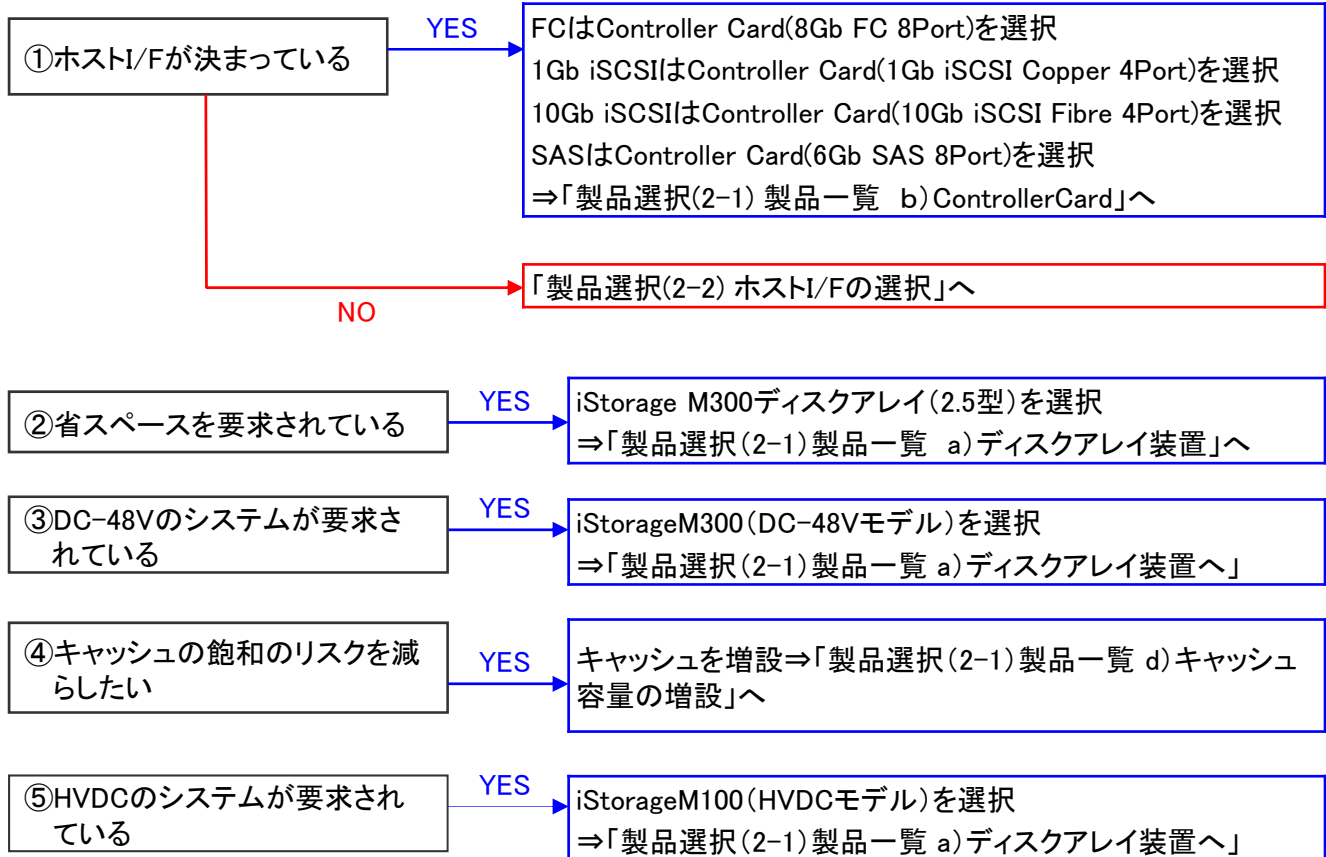 ①ホストI/Fが決まっている
YES
FCはController Card(8Gb FC 8Port)を選択
1Gb iSCSIはController Card(1Gb iSCSI Copper 4Port)を選択
10Gb iSCSIはController Card(10Gb iSCSI Fibre 4Port)を選択
SASはController Card(6Gb SAS 8Port)を選択
⇒「製品選択(2-1) 製品一覧 b)ControllerCard」へ
NO
「製品選択(2-2) ホストI/Fの選択」へ
②省スペースを要求されている
YES
iStorage M300ディスクアレイ(2.5型)を選択
⇒「製品選択(2-1)製品一覧 a)ディスクアレイ装置」へ
③DC-48Vのシステムが要求さ
れている
YES
iStorageM300(DC-48Vモデル)を選択
⇒「製品選択(2-1)製品一覧 a)ディスクアレイ装置へ」
④キャッシュの飽和のリスクを減
らしたい
YES
キャッシュを増設⇒「製品選択(2-1)製品一覧 d)キャッシュ
容量の増設」へ
⑤HVDCのシステムが要求され
ている
YES
iStorageM100(HVDCモデル)を選択
⇒「製品選択(2-1)製品一覧 a)ディスクアレイ装置へ」